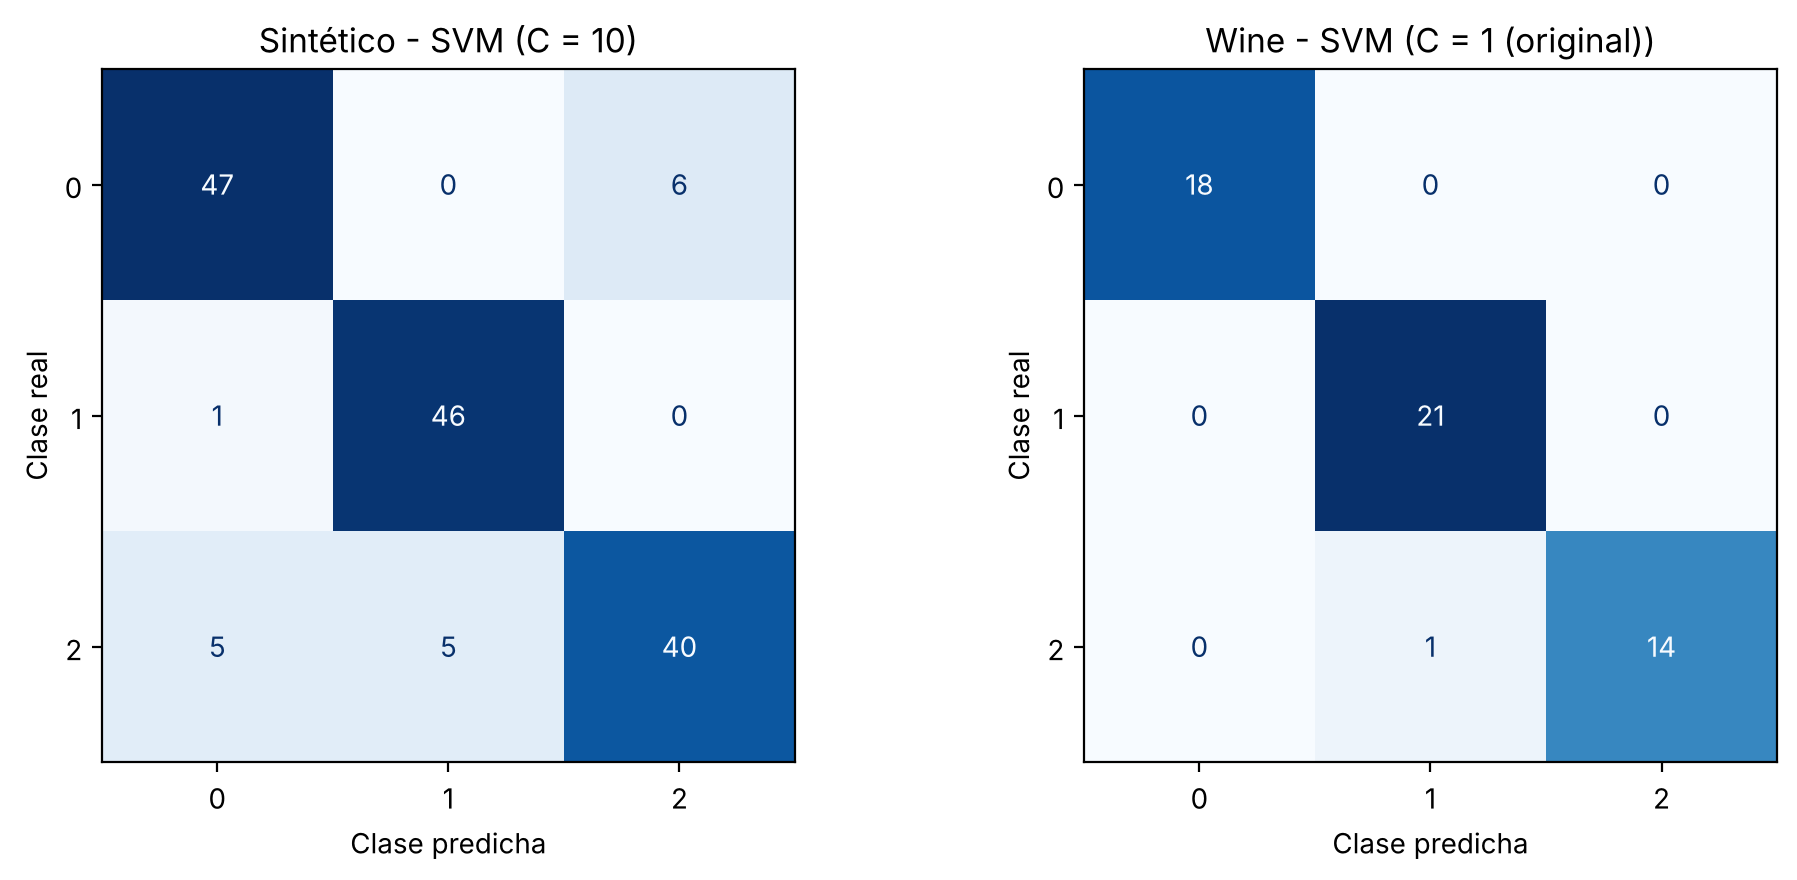 Sintético - SVM (C = 10)
0 47 0 6
1 1 46 0
2 5 5 40
0 1 2
Clase real
Clase predicha
Wine - SVM (C = 1 (original))
0 18 0 0
1 0 21 0
2 0 1 14
0 1 2
Clase real
Clase predicha